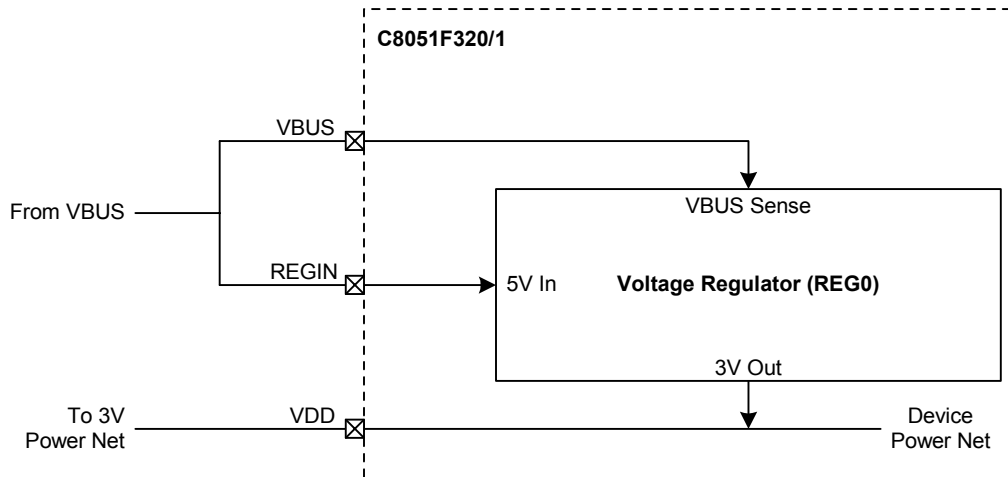 C8051F320/1
VBUS
From VBUS
VBUS Sense
REGIN
5V In
Voltage Regulator (REG0)
3V Out
To 3V
Power Net
VDD
Device
Power Net